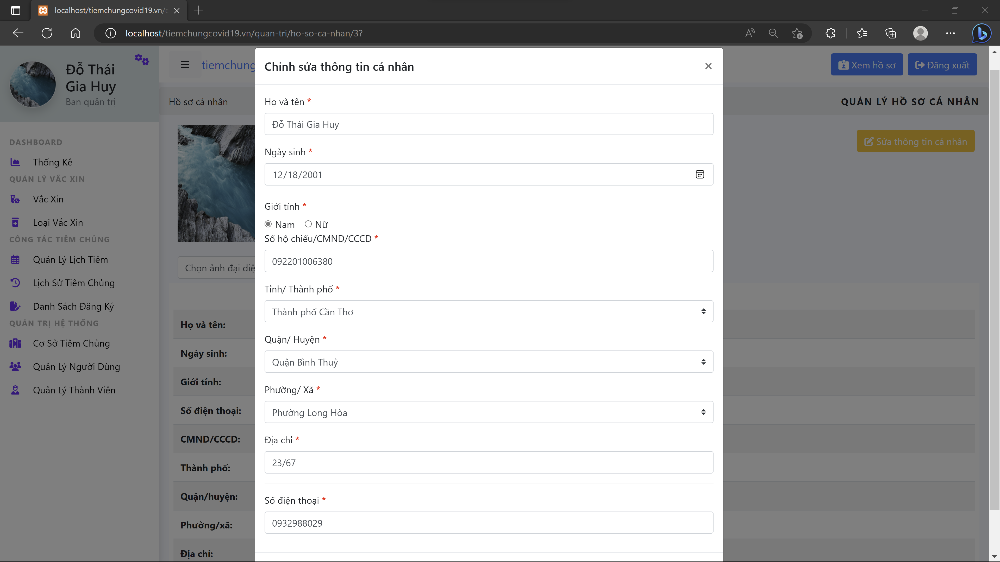 localhost/tiemchungcovid19.vn/
localhost/tiemchungcovid19.vn/quan-tri/ho-so-ca-nhan/3?
Đỗ Thái
Gia Huy
Ban quản trị
DASHBOARD
Thống Kê
QUẢN LÝ VẮC XIN
Vắc Xin
Loại Vắc Xin
CÔNG TÁC TIÊM CHỦNG
Quản Lý Lịch Tiêm
Lịch Sử Tiêm Chủng
Danh Sách Đăng Ký
QUẢN TRỊ HỆ THỐNG
Cơ Sở Tiêm Chủng
Quản Lý Người Dùng
Quản Lý Thành Viên
tiemchung
Xem hồ sơ
Đăng xuất
Hồ sơ cá nhân
QUẢN LÝ HỒ SƠ CÁ NHÂN
Sửa thông tin cá nhân
Chọn ảnh đại diệ
Họ và tên:
Ngày sinh:
Giới tính:
Số điện thoại:
CMND/CCCD:
Thành phố:
Quận/huyện:
Phường/xã:
Địa chỉ:
Chỉnh sửa thông tin cá nhân
Họ và tên *
Đỗ Thái Gia Huy
Ngày sinh *
12/18/2001
Giới tính *
Nam Nữ
Số hộ chiếu/CMND/CCCD *
092201006380
Tỉnh/ Thành phố *
Thành phố Cần Thơ
Quận/ Huyện *
Quận Bình Thuỷ
Phường/ Xã *
Phường Long Hòa
Địa chỉ *
23/67
Số điện thoại *
0932988029